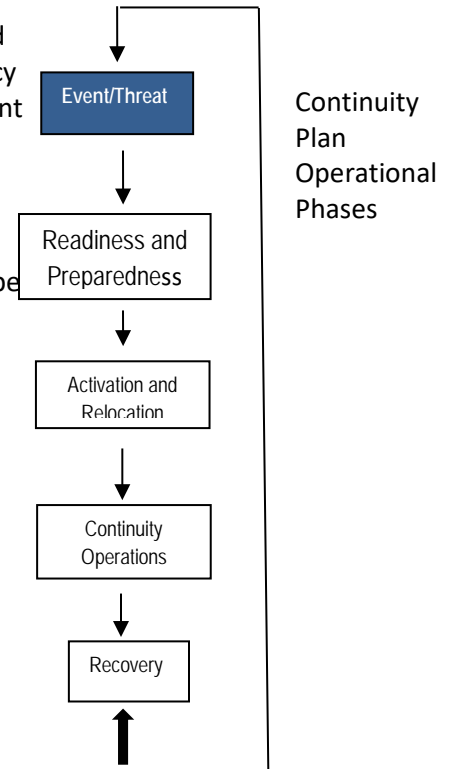 Event/Threat
Readiness and
Preparedness
Activation and
Relocation
Continuity
Operations
Recovery
Continuity
Plan
Operational
Phases